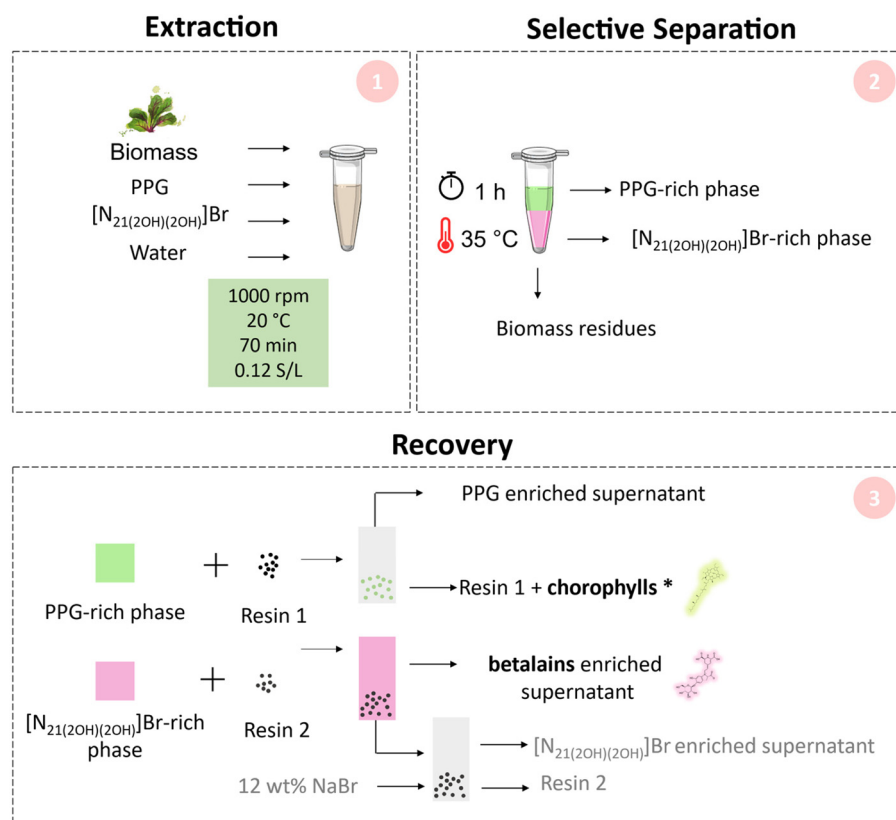 Extraction
1
Biomass
PPG
[N21(2OH)(2OH)]Br
Water
1000 rpm
20 °C
70 min
0.12 S/L
Selective Separation
2
1 h
35 °C
PPG-rich phase
[N21(2OH)(2OH)]Br-rich phase
Biomass residues
Recovery
3
PPG-rich phase
+
Resin 1
PPG enriched supernatant
Resin 1 + chorophylls *
[N21(2OH)(2OH)]Br-rich
phase
+
Resin 2
betalains enriched
supernatant
12 wt% NaBr
[N21(2OH)(2OH)]Br enriched supernatant
Resin 2